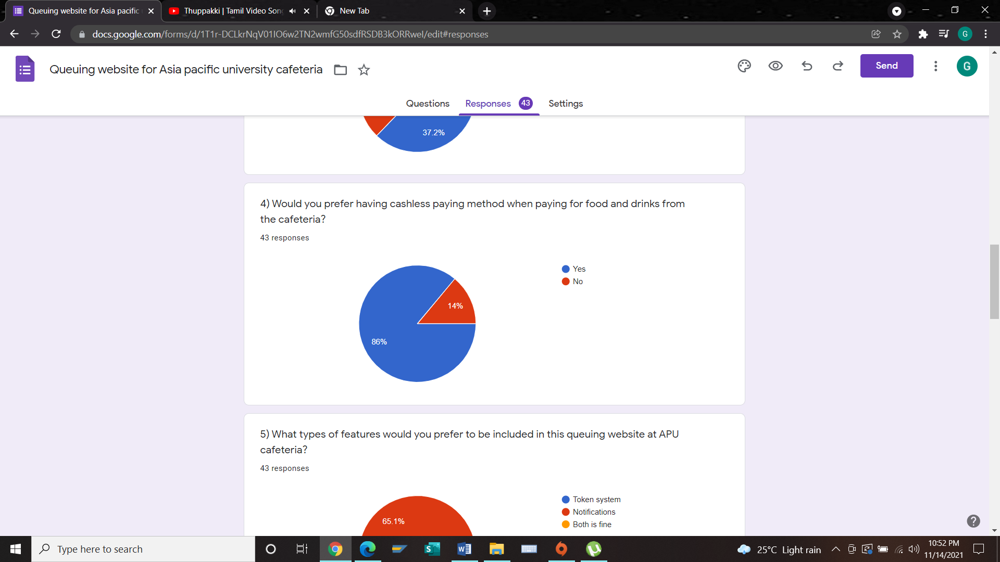 Queuing website for Asia pacific
Thuppakki | Tamil Video Song
New Tab
docs.google.com/forms/d/1T1r-DCLkrNqV01IO6w2TN2wmfG50sdfRSDB3kORRwel/edit#responses
G
Queuing website for Asia pacific university cafeteria
Send
G
Questions
Responses 43
Settings
37.2%
4) Would you prefer having cashless paying method when paying for food and drinks from
the cafeteria?
43 responses
Yes
No
14%
86%
5) What types of features would you prefer to be included in this queuing website at APU
cafeteria?
43 responses
Token system
Notifications
Both is fine
65.1%
Type here to search
25°C Light rain
10:52 PM
11/14/2021